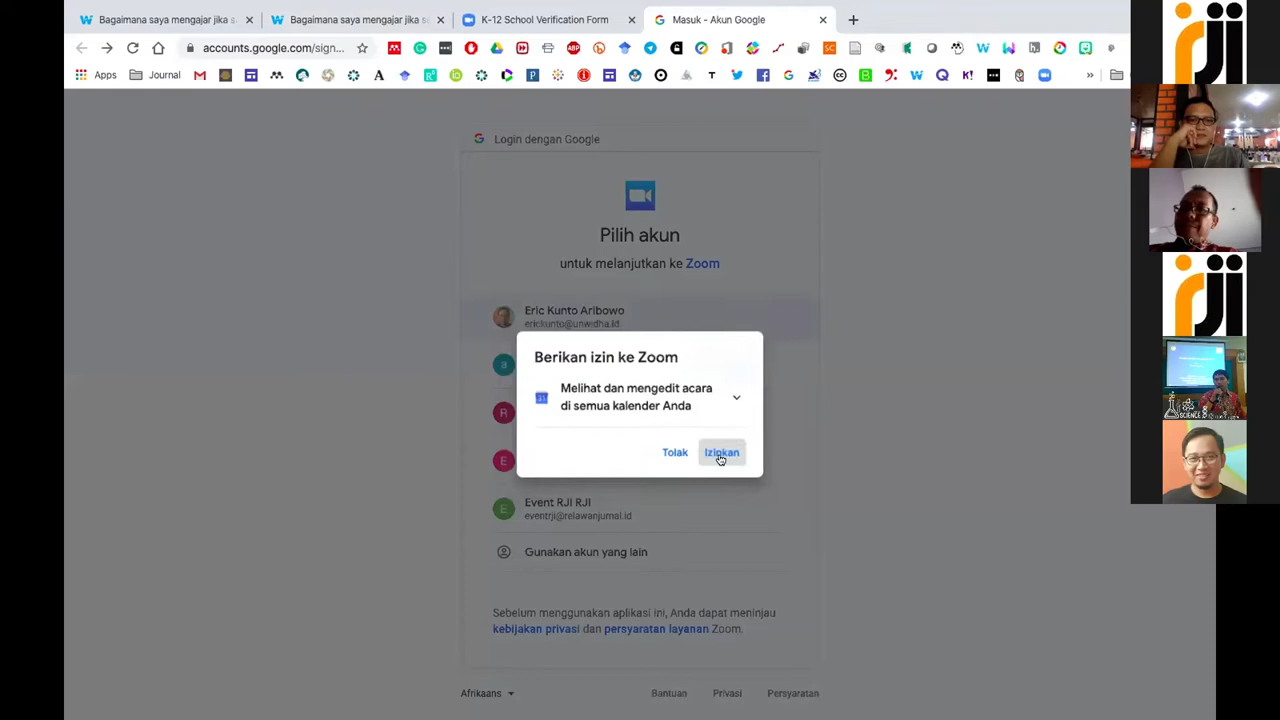 Bagaimana saya mengajar jika s
Bagaimana saya mengajar jika se
K-12 School Verification Form
Masuk - Akun Google
accounts.google.com/sign...
Apps
Journal
Login dengan Google
Pilih akun
untuk melanjutkan ke Zoom
Eric Kunto Aribowo
erickunto@unwidha.id
Berikan izin ke Zoom
Melihat dan mengedit acara
di semua kalender Anda
Tolak
Izinkan
Event RJI RJI
eventrji@relawanjurnal.id
Gunakan akun yang lain
Sebelum menggunakan aplikasi ini, Anda dapat meninjau
kebijakan privasi dan persyaratan layanan Zoom.
Afrikaans
Bantuan
Privasi
Persyaratan
rji
rji
SCIENCE